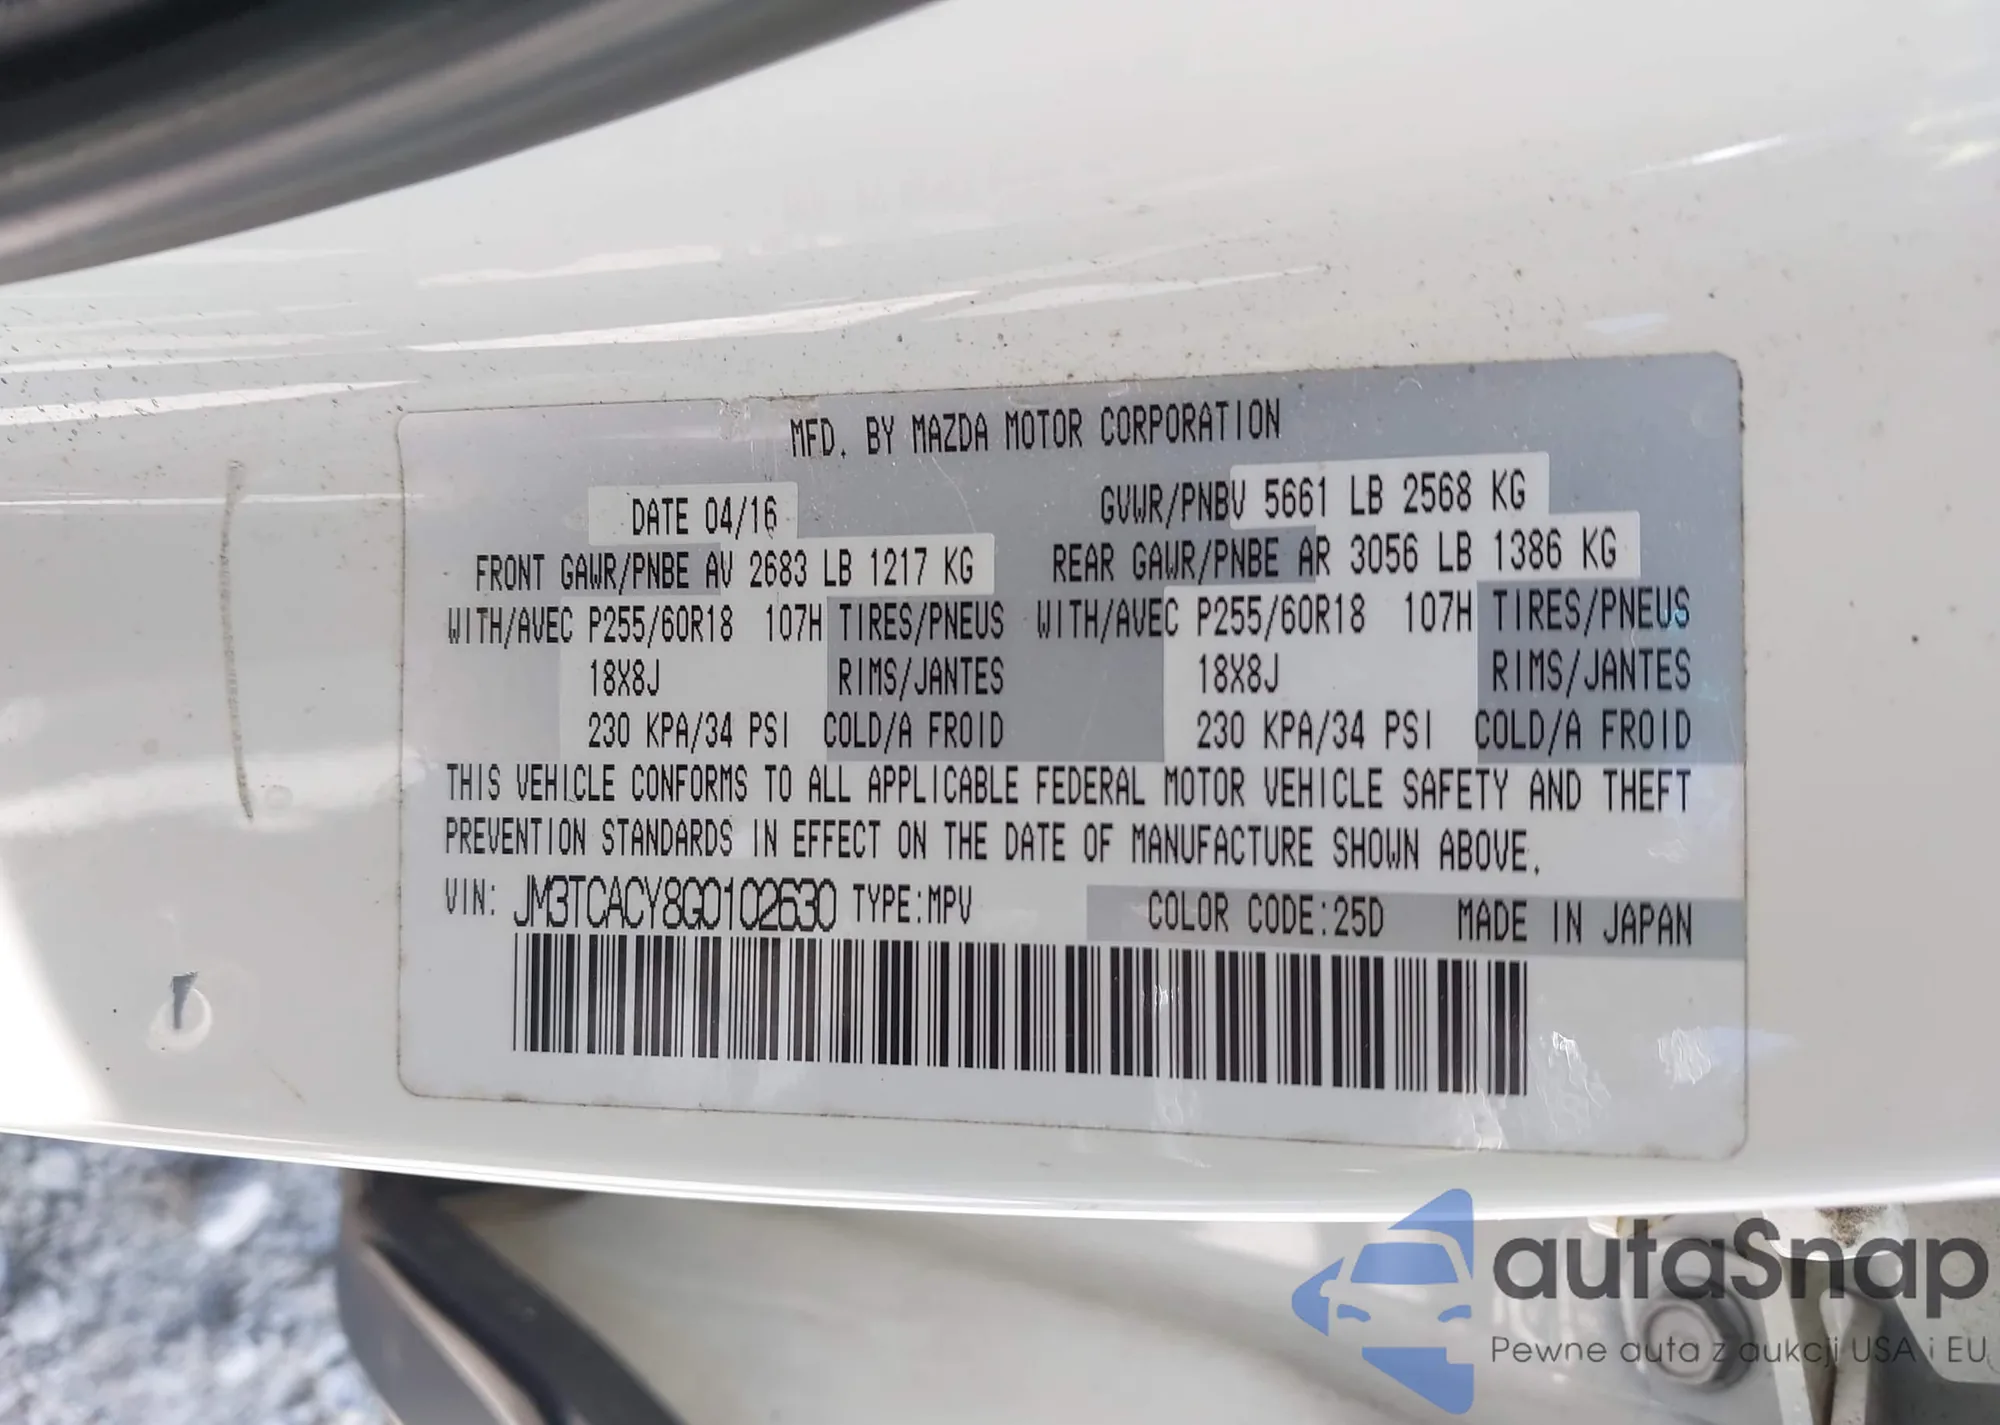 MFD. BY MAZDA MOTOR CORPORATION
DATE 04/16 GVWR/PNBV 5661 LB 2568 KG
FRONT GAWR/PNBE AV 2683 LB 1217 KG REAR GAWR/PNBE AR 3056 LB 1386 KG
WITH/AVEC P255/60R18 107H TIRES/PNEUS WITH/AVEC P255/60R18 107H TIRES/PNEUS
18X8J RIMS/JANTES 18X8J RIMS/JANTES
230 KPA/34 PSI COLD/A FROID 230 KPA/34 PSI COLD/A FROID
THIS VEHICLE CONFORMS TO ALL APPLICABLE FEDERAL MOTOR VEHICLE SAFETY AND THEFT
PREVENTION STANDARDS IN EFFECT ON THE DATE OF MANUFACTURE SHOWN ABOVE.
VIN: JM3TCACY8G0102630 TYPE:MPV COLOR CODE:25D MADE IN JAPAN
autaSnap
Pewne auta z aukcji USA i EU